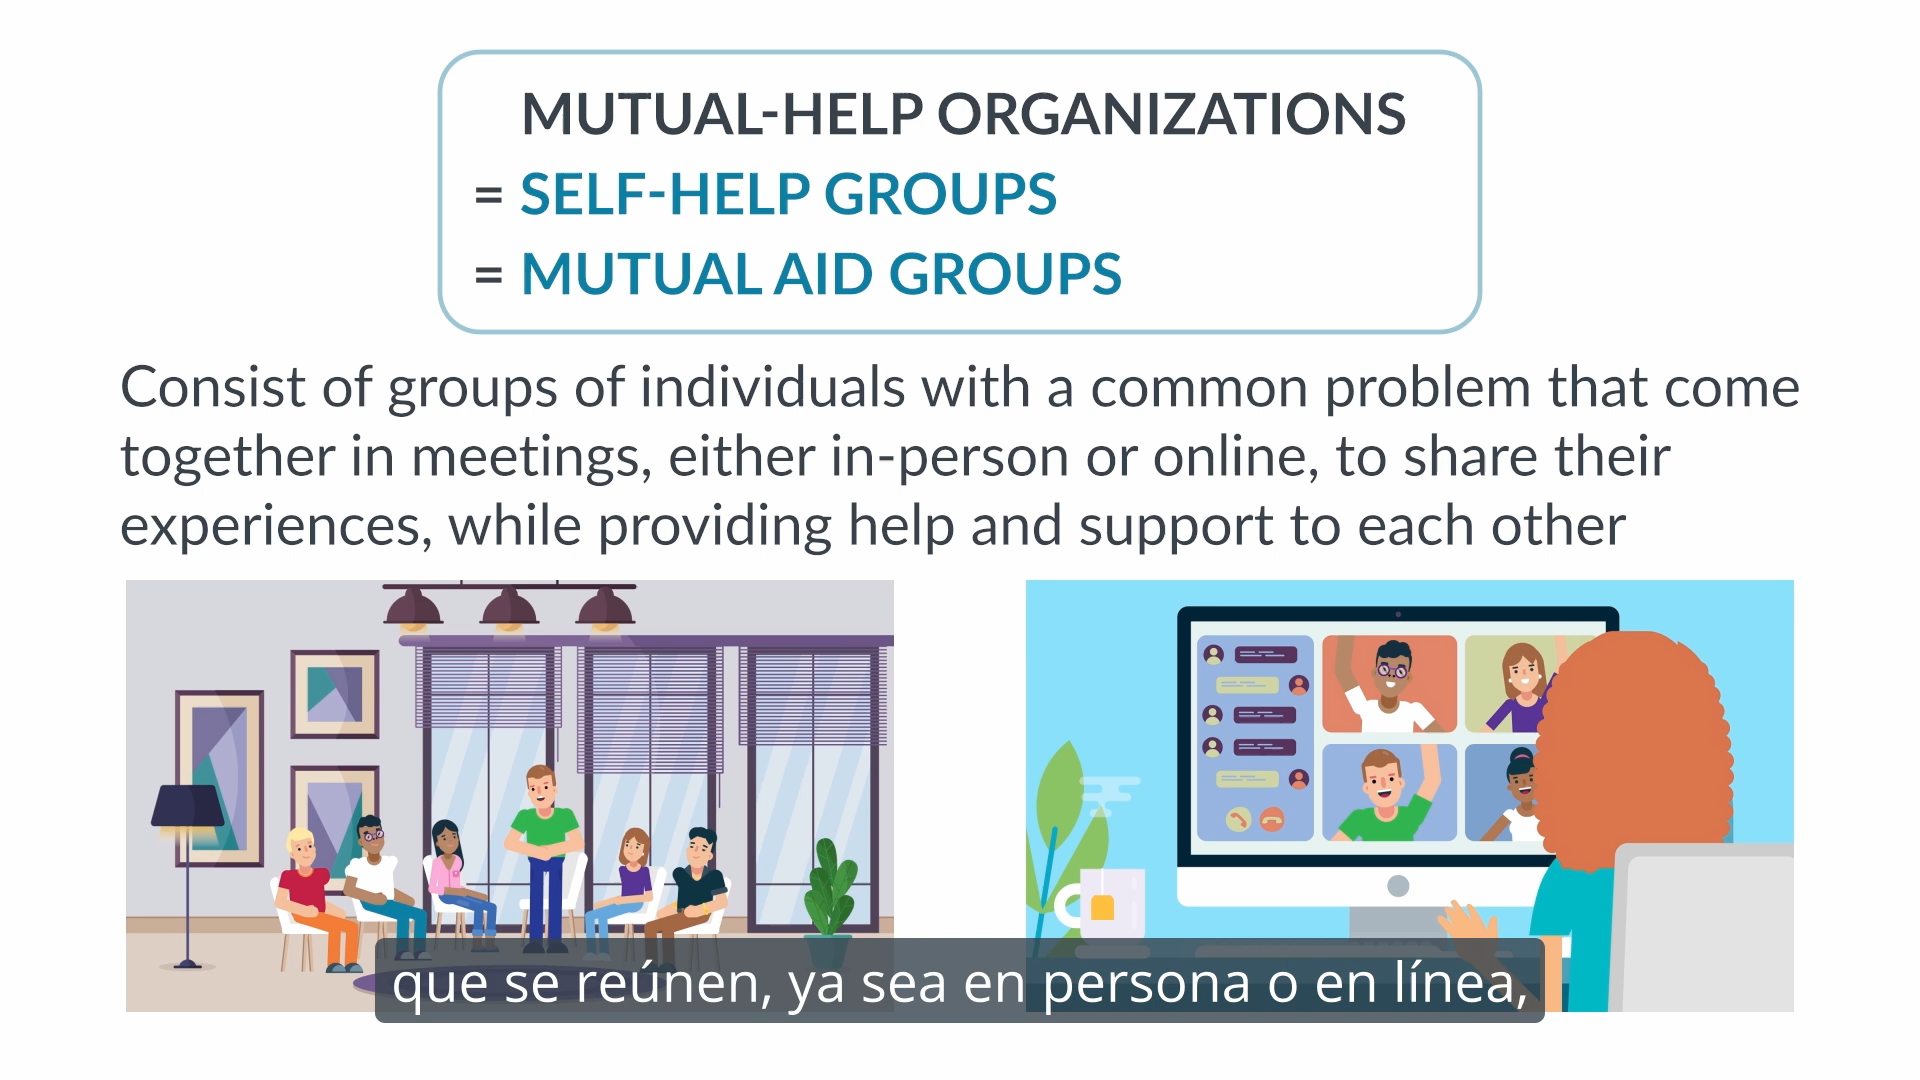 MUTUAL-HELP ORGANIZATIONS
= SELF-HELP GROUPS
= MUTUAL AID GROUPS
Consist of groups of individuals with a common problem that come
together in meetings, either in-person or online, to share their
experiences, while providing help and support to each other
que se reúnen, ya sea en persona o en línea,